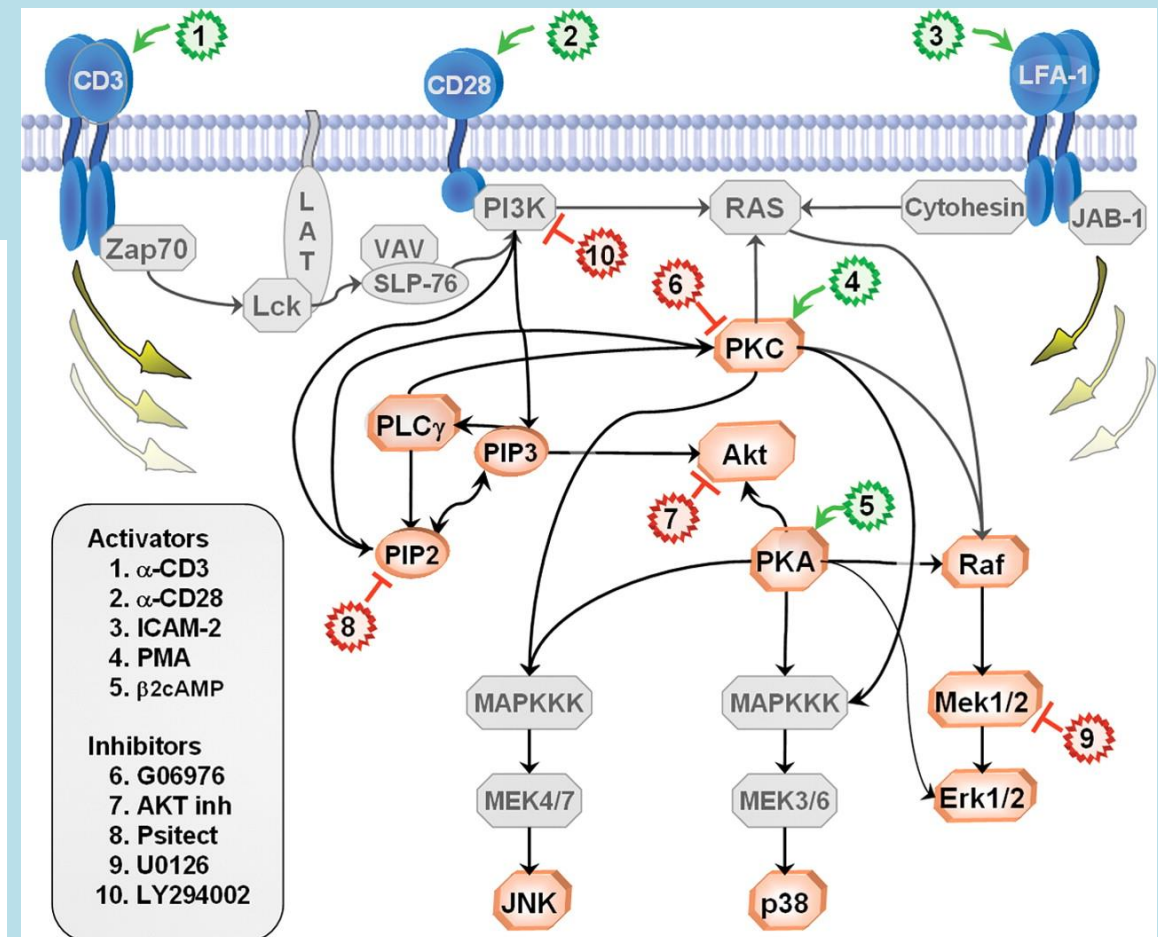 1
2
3
CD3
CD28
LFA-1
L
A
T
PI3K
RAS
Cytohesin
JAB-1
Zap70
VAV
SLP-76
Lck
10
6
4
PKC
PLCγ
PIP3
Akt
7
5
PIP2
PKA
Raf
8
MAPKKK
MAPKKK
Mek1/2
9
MEK4/7
MEK3/6
Erk1/2
JNK
p38
Activators
1. α-CD3
2. α-CD28
3. ICAM-2
4. PMA
5. β2cAMP
Inhibitors
6. G06976
7. AKT inh
8. Psitect
9. U0126
10. LY294002